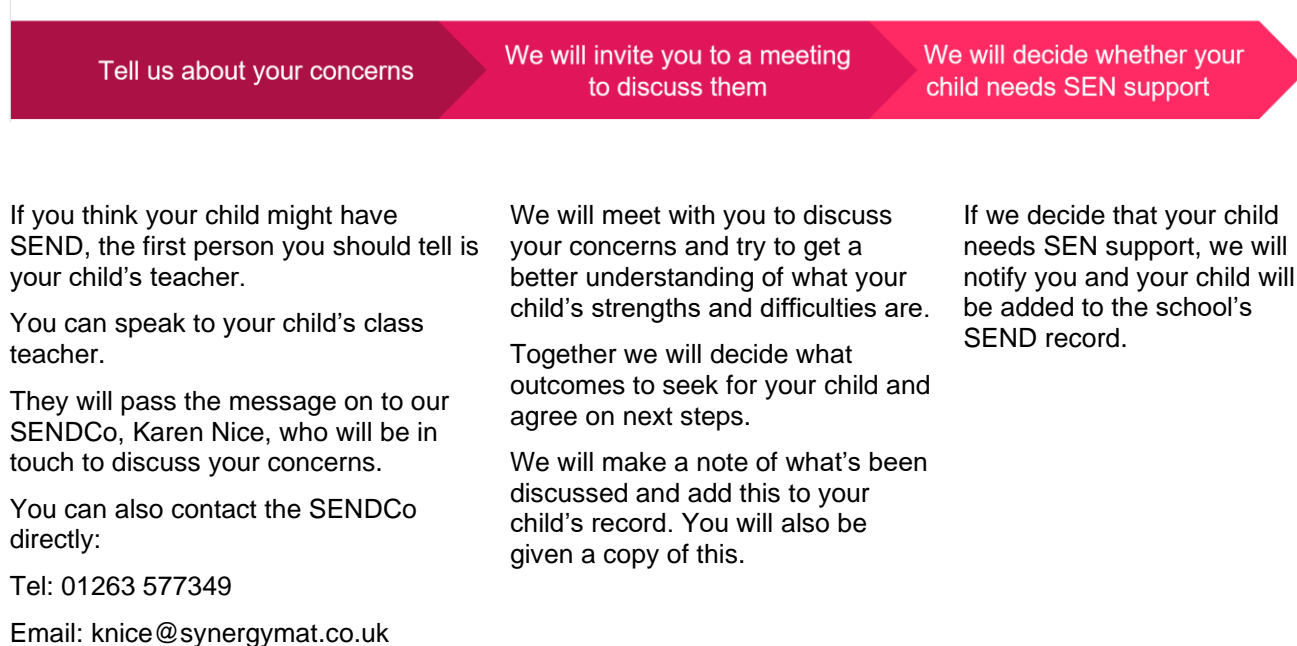 Tell us about your concerns
We will invite you to a meeting
to discuss them
We will decide whether your
child needs SEN support
If you think your child might have
SEND, the first person you should tell is
your child’s teacher.
You can speak to your child’s class
teacher.
They will pass the message on to our
SENDCo, Karen Nice, who will be in
touch to discuss your concerns.
You can also contact the SENDCo
directly:
Tel: 01263 577349
Email: knice@synergymat.co.uk
We will meet with you to discuss
your concerns and try to get a
better understanding of what your
child’s strengths and difficulties are.
Together we will decide what
outcomes to seek for your child and
agree on next steps.
We will make a note of what’s been
discussed and add this to your
child’s record. You will also be
given a copy of this.
If we decide that your child
needs SEN support, we will
notify you and your child will
be added to the school’s
SEND record.